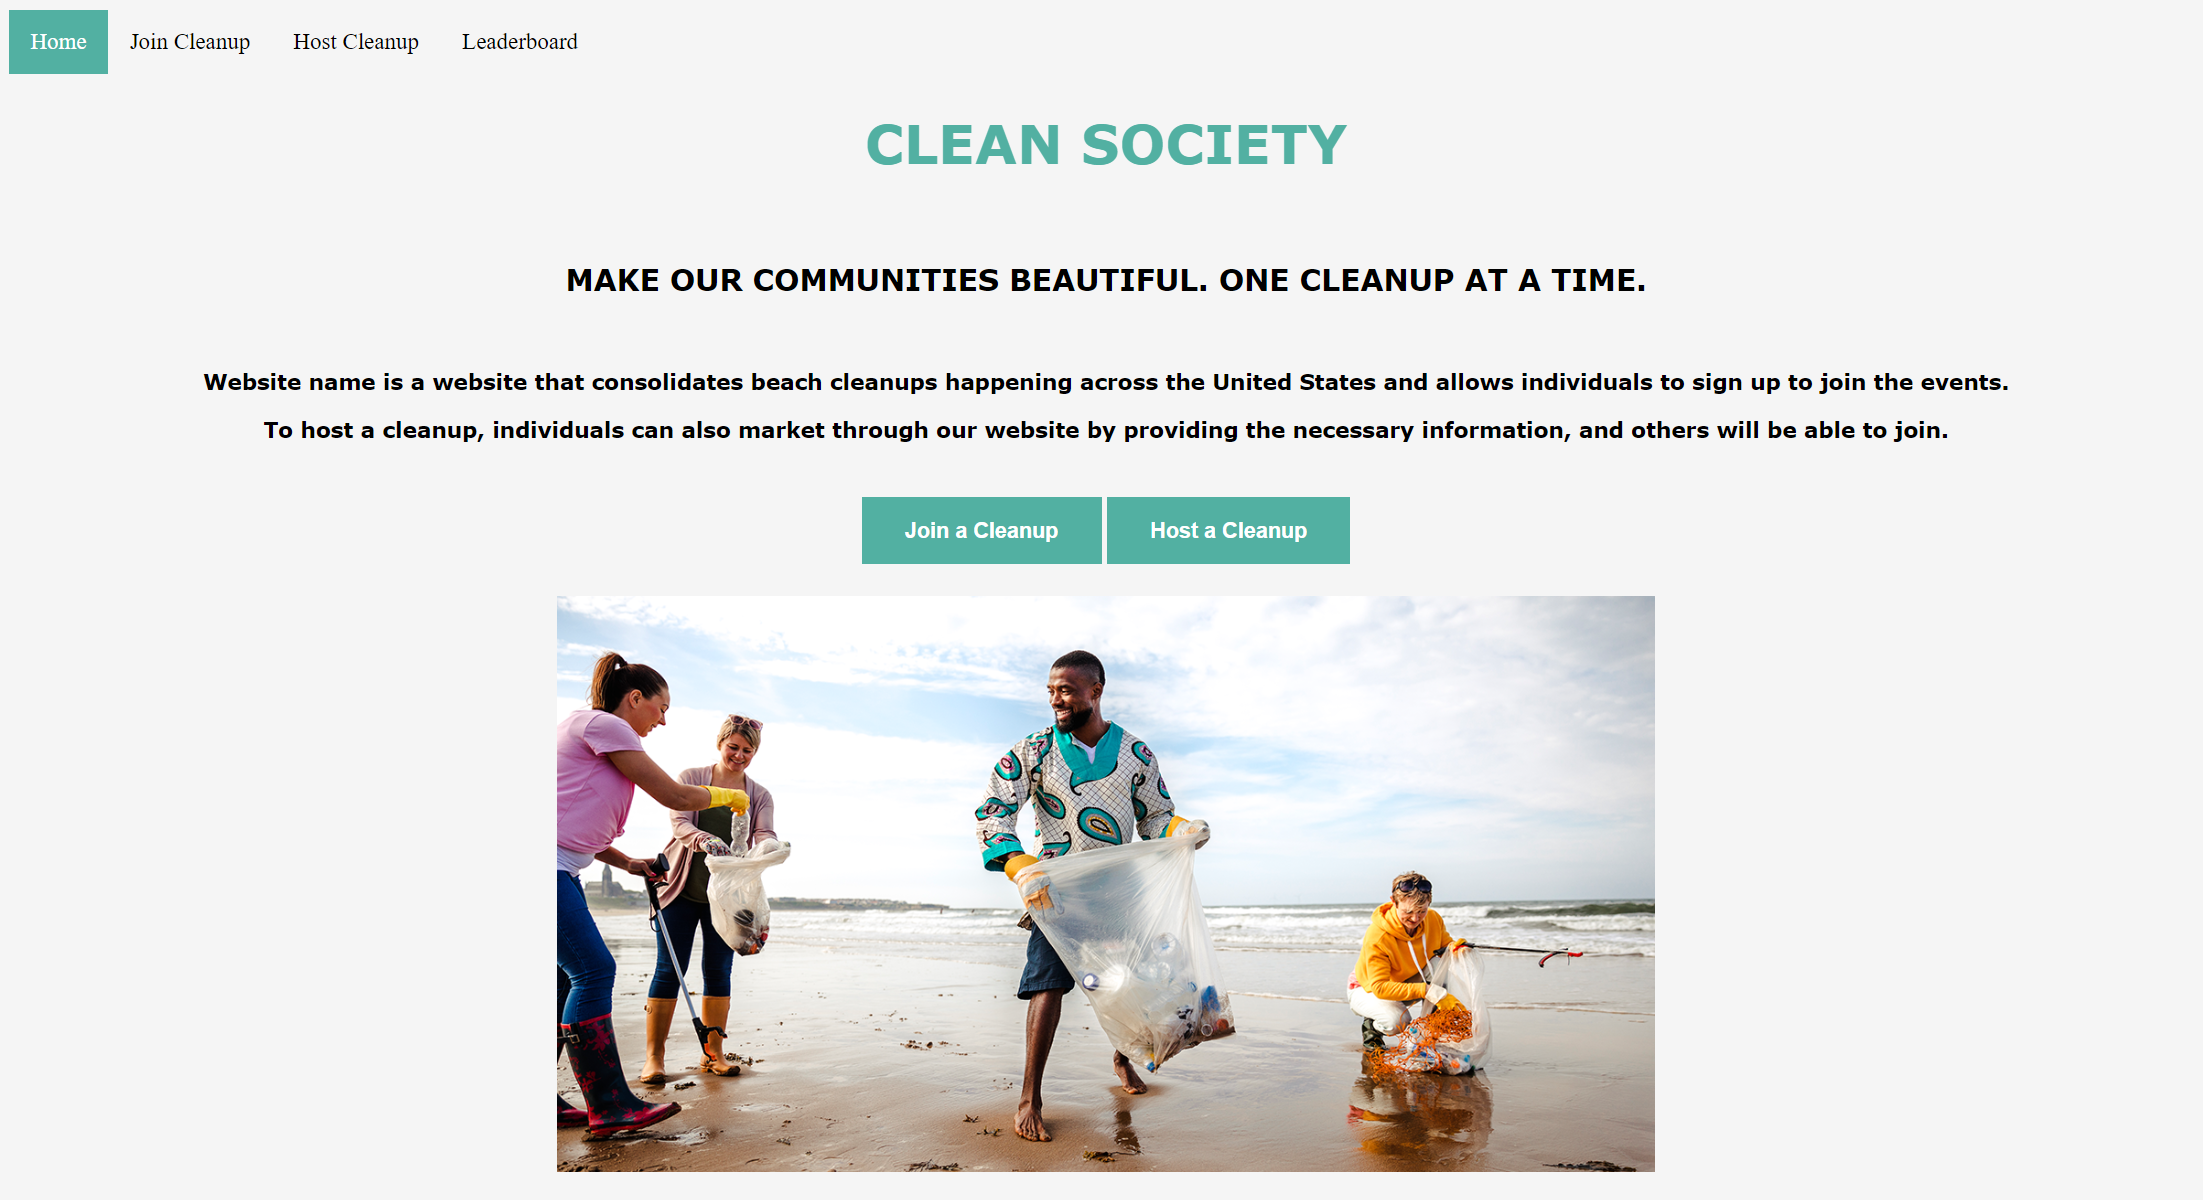 Home Join Cleanup Host Cleanup Leaderboard
CLEAN SOCIETY
MAKE OUR COMMUNITIES BEAUTIFUL. ONE CLEANUP AT A TIME.
Website name is a website that consolidates beach cleanups happening across the United States and allows individuals to sign up to join the events.
To host a cleanup, individuals can also market through our website by providing the necessary information, and others will be able to join.
Join a Cleanup Host a Cleanup